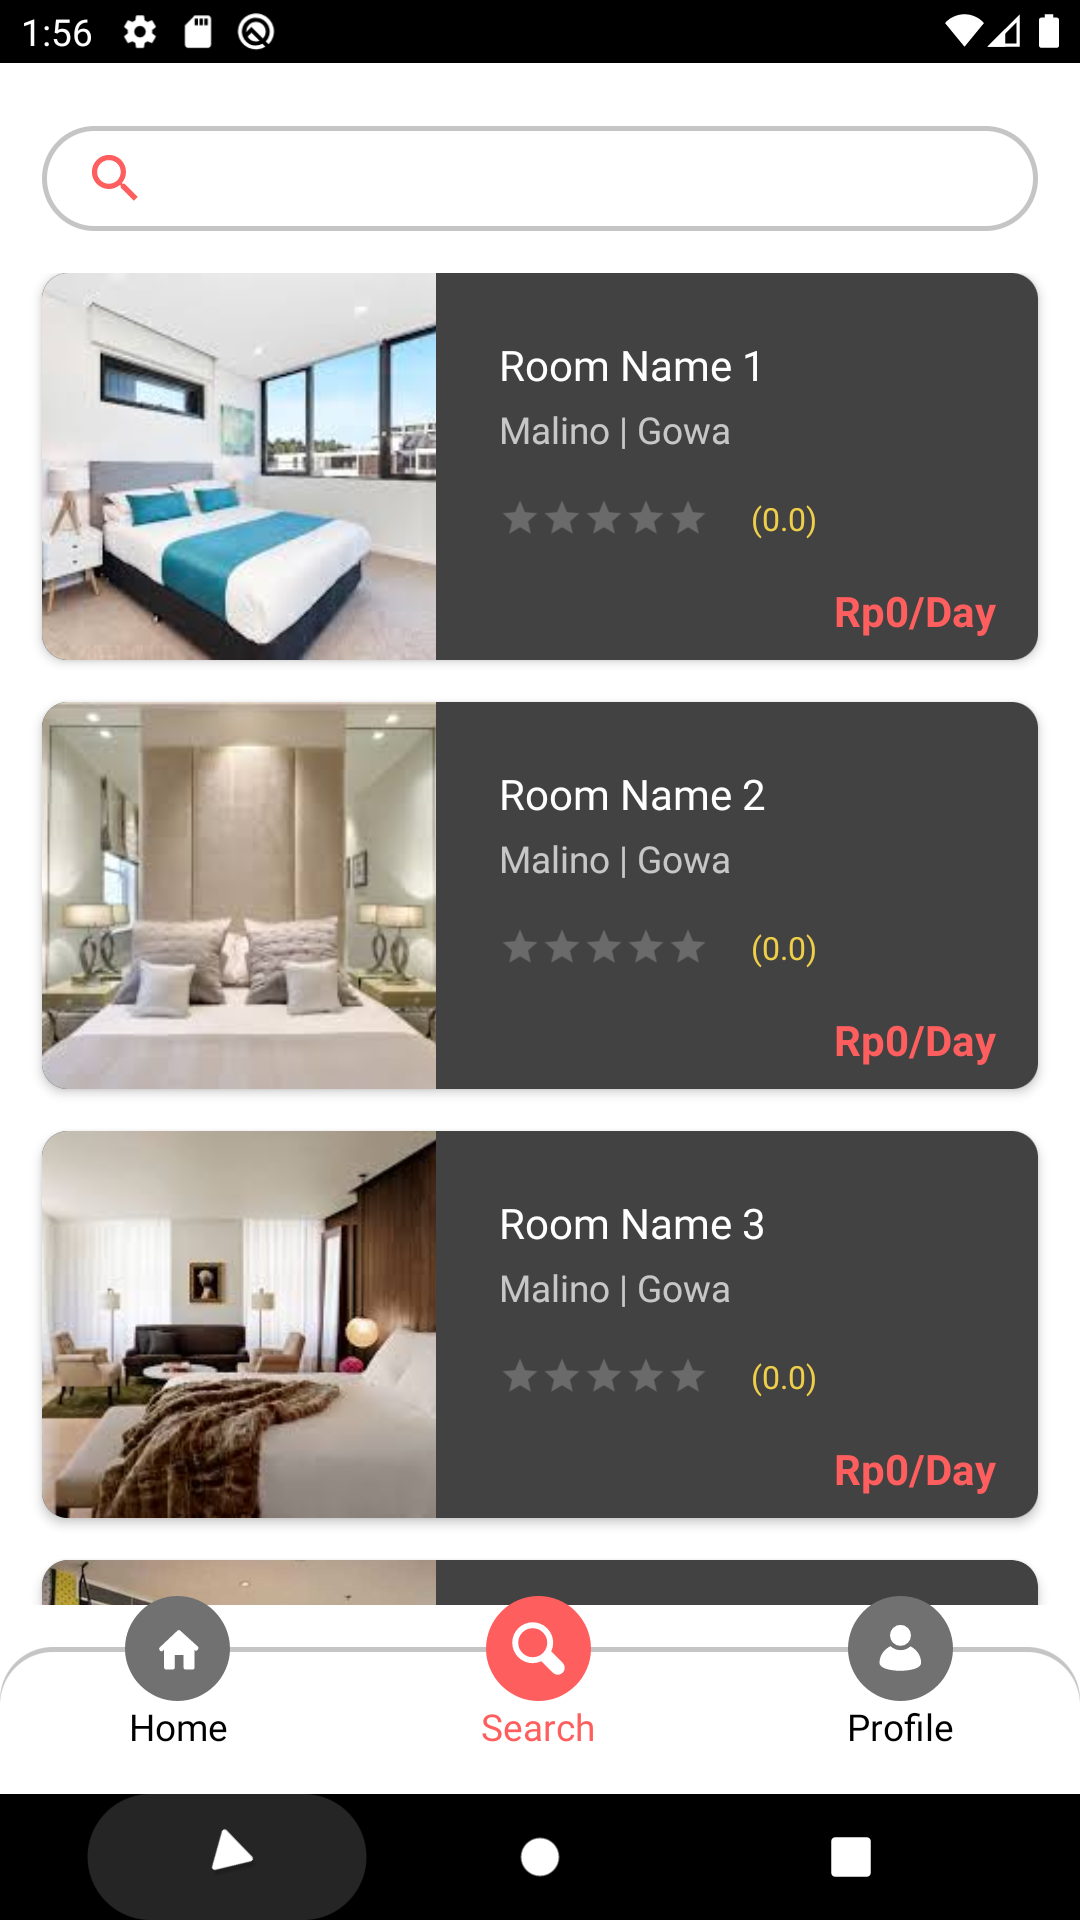 1:56
Room Name 1
Malino | Gowa
(0.0)
Rp0/Day
Room Name 2
Malino | Gowa
(0.0)
Rp0/Day
Room Name 3
Malino | Gowa
(0.0)
Rp0/Day
Home
Search
Profile